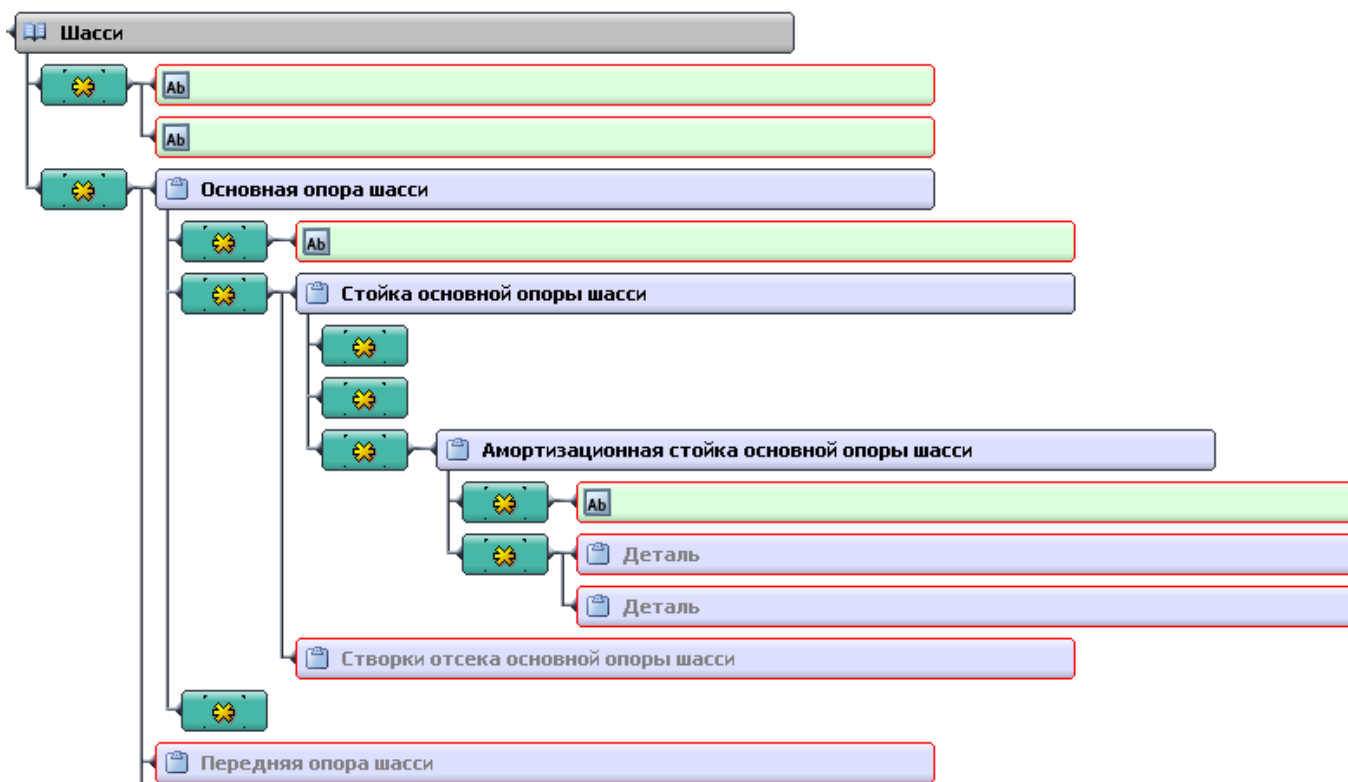 Шасси
Ab
Ab
Основная опора шасси
Ab
Стойка основной опоры шасси
Амортизационная стойка основной опоры шасси
Ab
Деталь
Деталь
Створки отсека основной опоры шасси
Передняя опора шасси